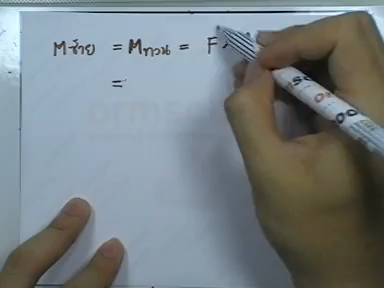 Mซ้าย = Mทวน = F
=